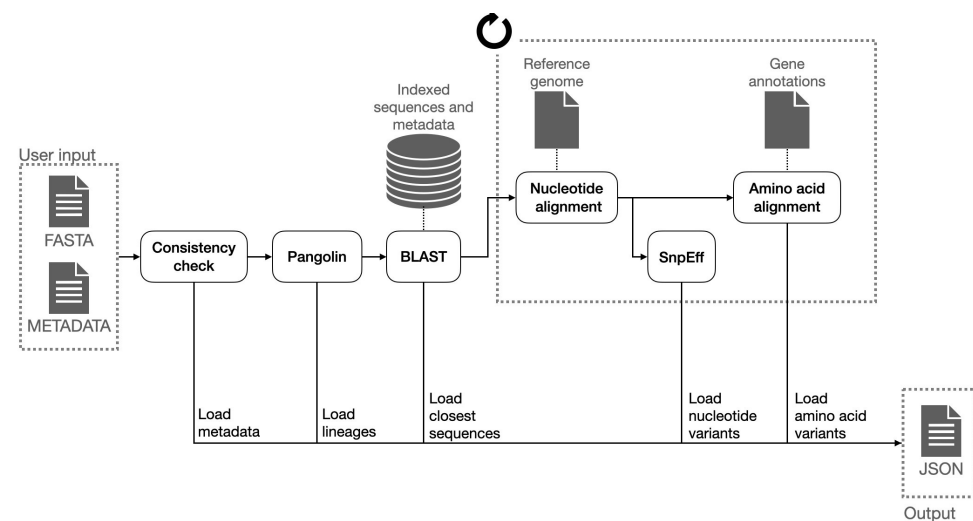 User input
FASTA
METADATA
Consistency
check
Pangolin
Indexed
sequences and
metadata
BLAST
Reference
genome
Nucleotide
alignment
SnpEff
Gene
annotations
Amino acid
alignment
Load
metadata
Load
lineages
Load
closest
sequences
Load
nucleotide
variants
Load
amino acid
variants
JSON
Output